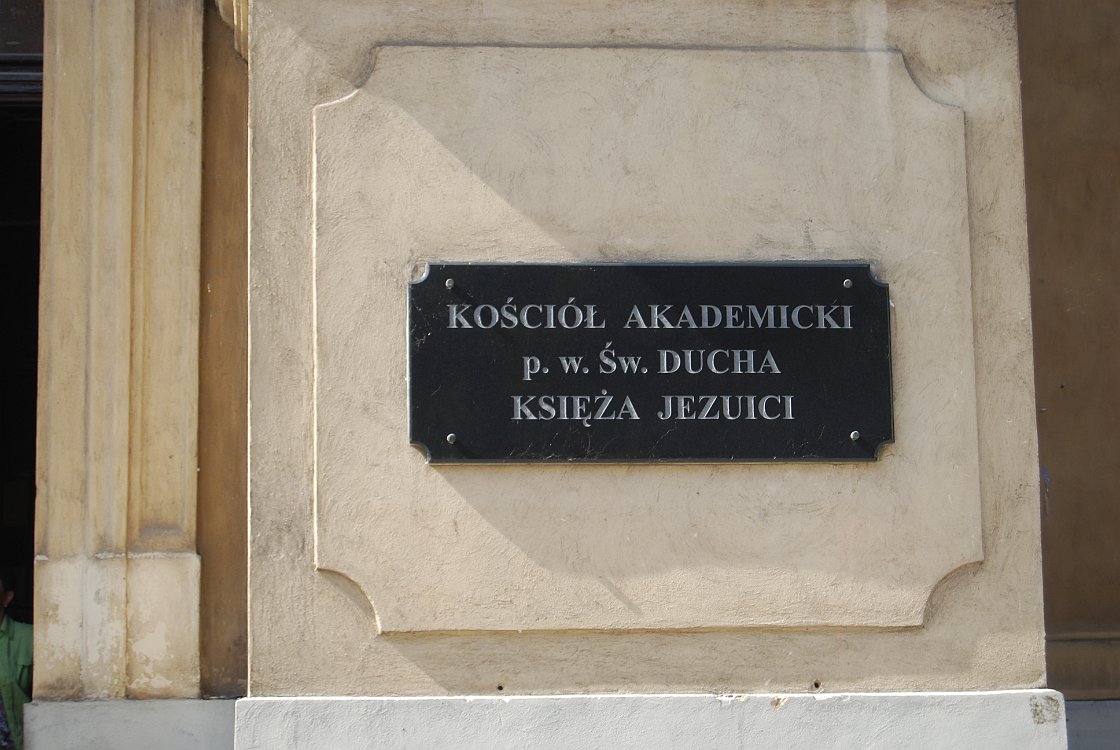 KOŚCIÓŁ AKADEMICKI
p. w. Św. DUCHA
KSIĘŻA JEZUICI